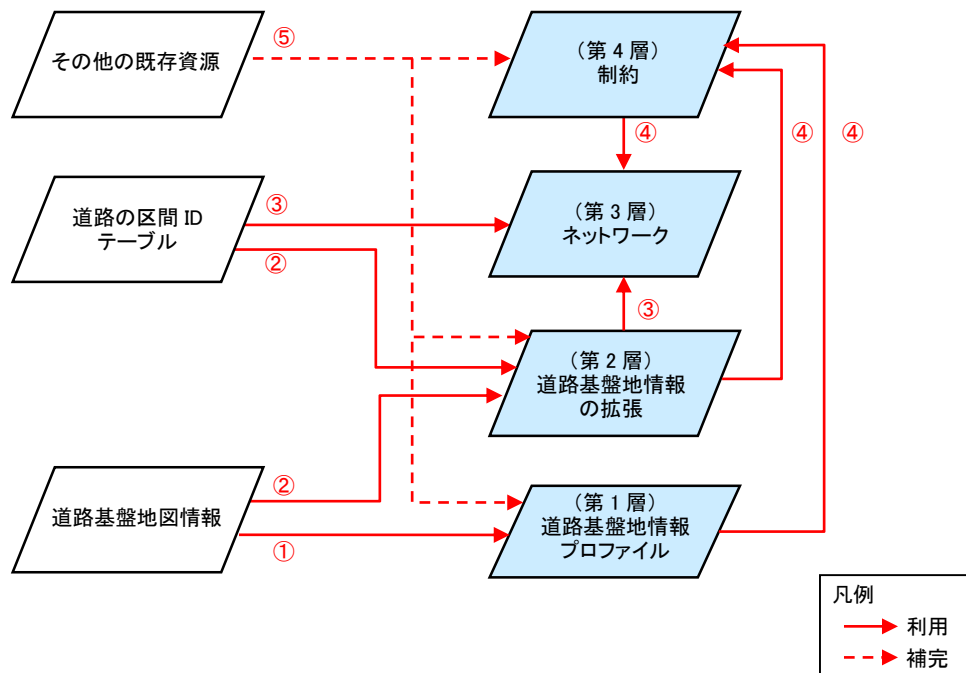 その他の既存資源
⑤
（第４層）
制約
④
④
④
道路の区間 ID
テーブル
③
②
（第３層）
ネットワーク
③
（第２層）
道路基盤地情報
の拡張
道路基盤地図情報
②
①
（第１層）
道路基盤地情報
プロファイル
凡例
利用
補完